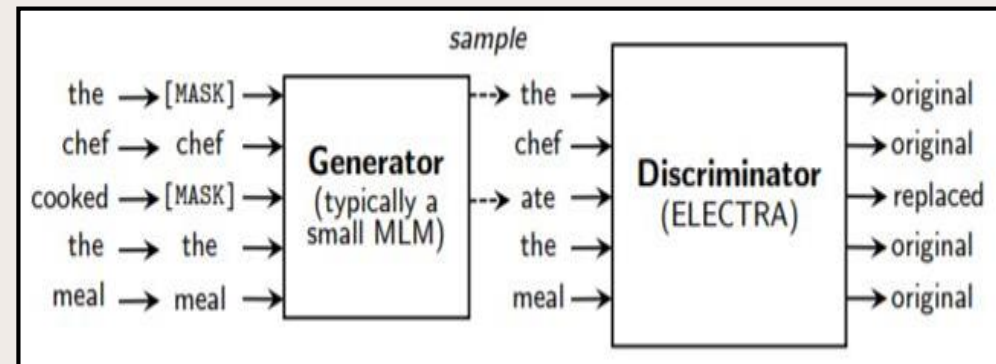 sample
the [MASK] the original
chef chef chef original
cooked [MASK] ate replaced
the the the original
meal meal meal original
Generator
(typically a
small MLM)
Discriminator
(ELECTRA)